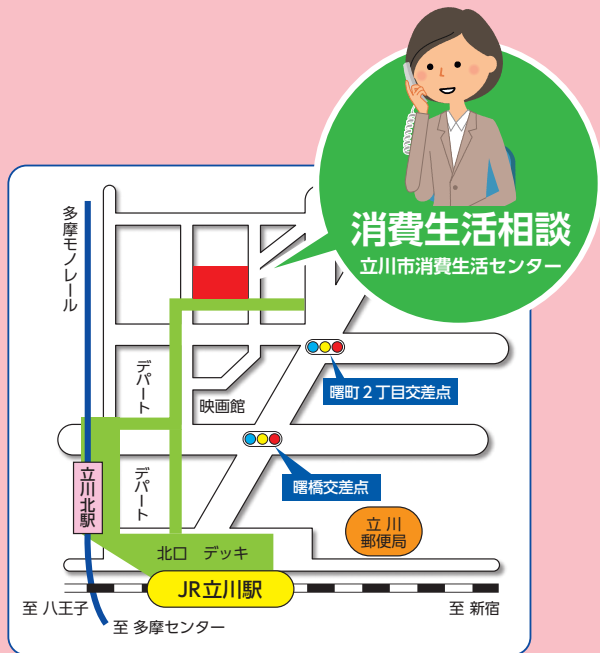 消費生活相談
立川市消費生活センター
多摩モノレール
デパート
映画館
曙町2丁目交差点
デパート
曙橋交差点
立川北駅
立川
郵便局
北口 デッキ
JR立川駅
至 八王子
至 新宿
至 多摩センター